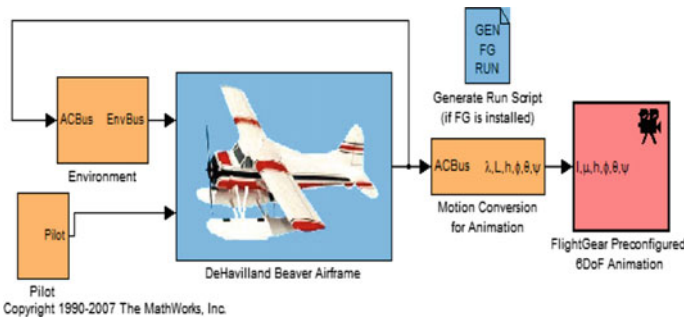 GEN
FG
RUN
Generate Run Script
(if FG is installed)
ACBus EnvBus
Environment
DeHavilland Beaver Airframe
ACBus λ,L,h,ϕ,θ,ψ
Motion Conversion
for Animation
l,μ,h,ϕ,θ,ψ
FlightGear Preconfigured
6DoF Animation
Pilot
Pilot
Copyright 1990-2007 The MathWorks, Inc.